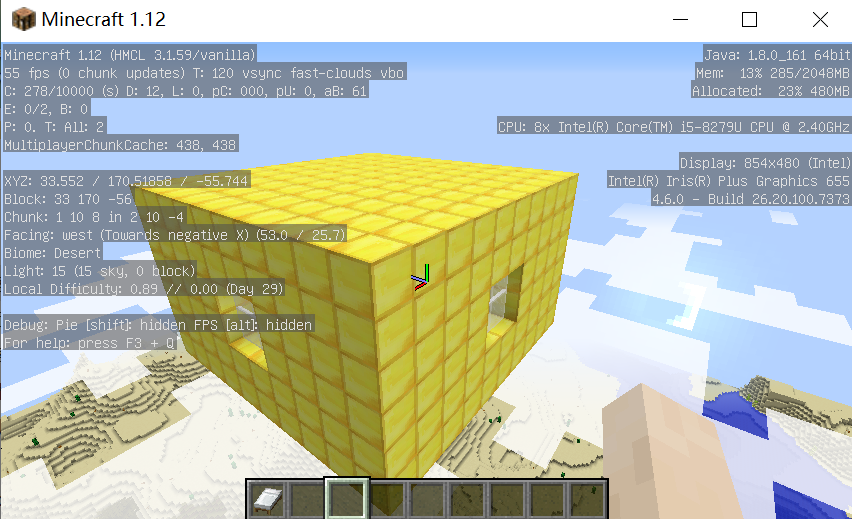 Minecraft 1.12
Minecraft 1.12 (HMCL 3.1.59/vanilla)
55 fps (0 chunk updates) T: 120 vsync fast-clouds vbo
C: 278/10000 (s) D: 12, L: 0, pC: 000, pU: 0, aB: 61
E: 0/2, B: 0
P: 0. T: All: 2
MultiplayerChunkCache: 438, 438
XYZ: 33.552 / 170.51858 / -55.744
Block: 33 170 -56
Chunk: 1 10 8 in 2 10 -4
Facing: west (Towards negative X) (53.0 / 25.7)
Biome: Desert
Light: 15 (15 sky, 0 block)
Local Difficulty: 0.89 // 0.00 (Day 29)
Debug: Pie [shift]: hidden FPS [alt]: hidden
For help: press F3 + Q
Java: 1.8.0_161 64bit
Mem: 13% 285/2048MB
Allocated: 23% 480MB
CPU: 8x Intel(R) Core(TM) i5-8279U CPU @ 2.40GHz
Display: 854x480 (Intel)
Intel(R) Iris(R) Plus Graphics 655
4.6.0 - Build 26.20.100.7373